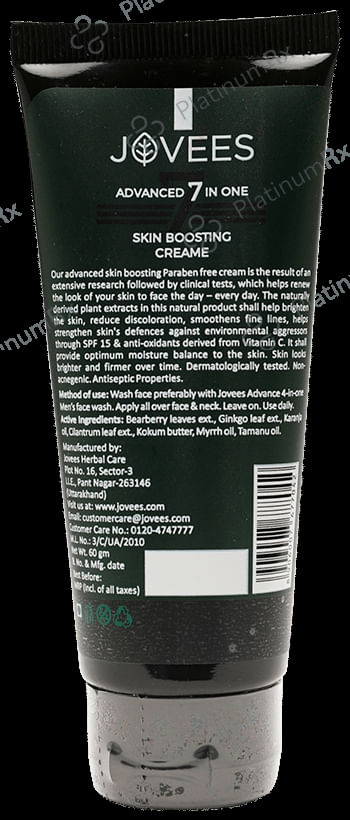 JOVEES
ADVANCED 7 IN ONE
SKIN BOOSTING
CREAME
Our advanced skin boosting Paraben free cream is the result of an
extensive research followed by clinical tests, which helps renew
the look of your skin to face the day – every day. The naturally
derived plant extracts in this natural product shall help brighten
the skin, reduce discoloration, smoothens fine lines, helps
strengthen skin's defences against environmental aggressors
through SPF 15 & anti-oxidants derived from Vitamin C. It shall
provide optimum moisture balance to the skin. Skin looks
brighter and firmer over time. Dermatologically tested. Non-
acnegenic. Antiseptic Properties.
Method of use: Wash face preferably with Jovees Advance 4-in-one
Men's face wash. Apply all over face & neck. Leave on. Use daily.
Active Ingredients: Bearberry leaves ext., Ginkgo leaf ext., Karanja
oil, Cilantrum leaf ext., Kokum butter, Myrrh oil, Tamanu oil.
Manufactured by:
Jovees Herbal Care
Plot No. 16, Sector-3
I.I.E., Pant Nagar-263146
(Uttarakhand)
Visit us at: www.jovees.com
Email: customercare@jovees.com
Customer Care No.: 0120-4747777
M.L. No.: 3/C/UA/2010
Net Wt. 60 gm
B. No. & Mfg. date
Best Before:
MRP (incl. of all taxes)
PlatinumRx
PlatinumRx
PlatinumRx